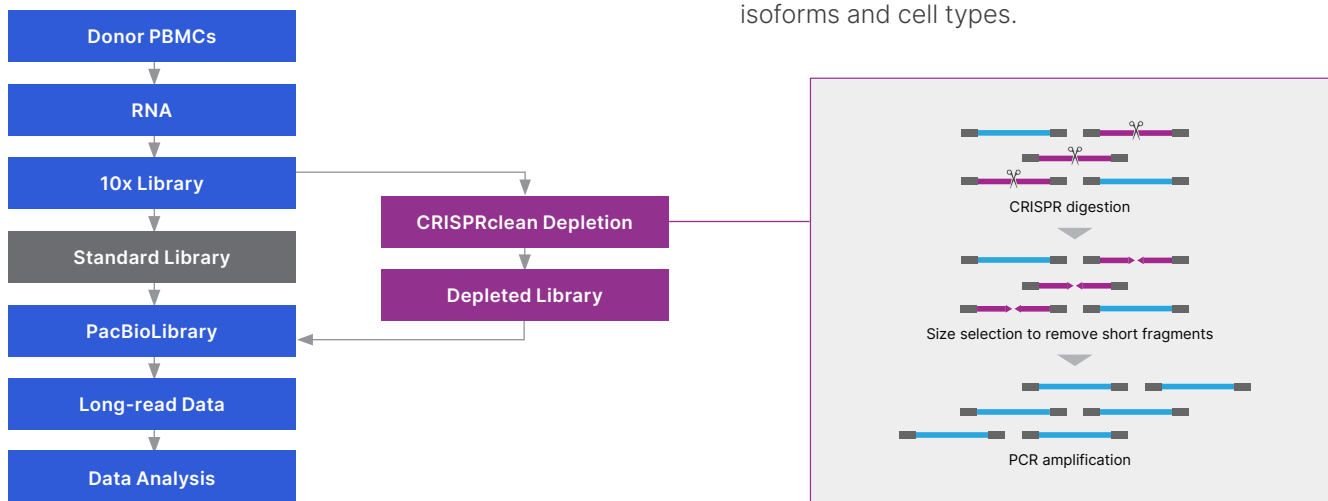 isoforms and cell types.
Donor PBMCs
RNA
10x Library
Standard Library
PacBioLibrary
Long-read Data
Data Analysis
CRISPRclean Depletion
Depleted Library
CRISPR digestion
Size selection to remove short fragments
PCR amplification